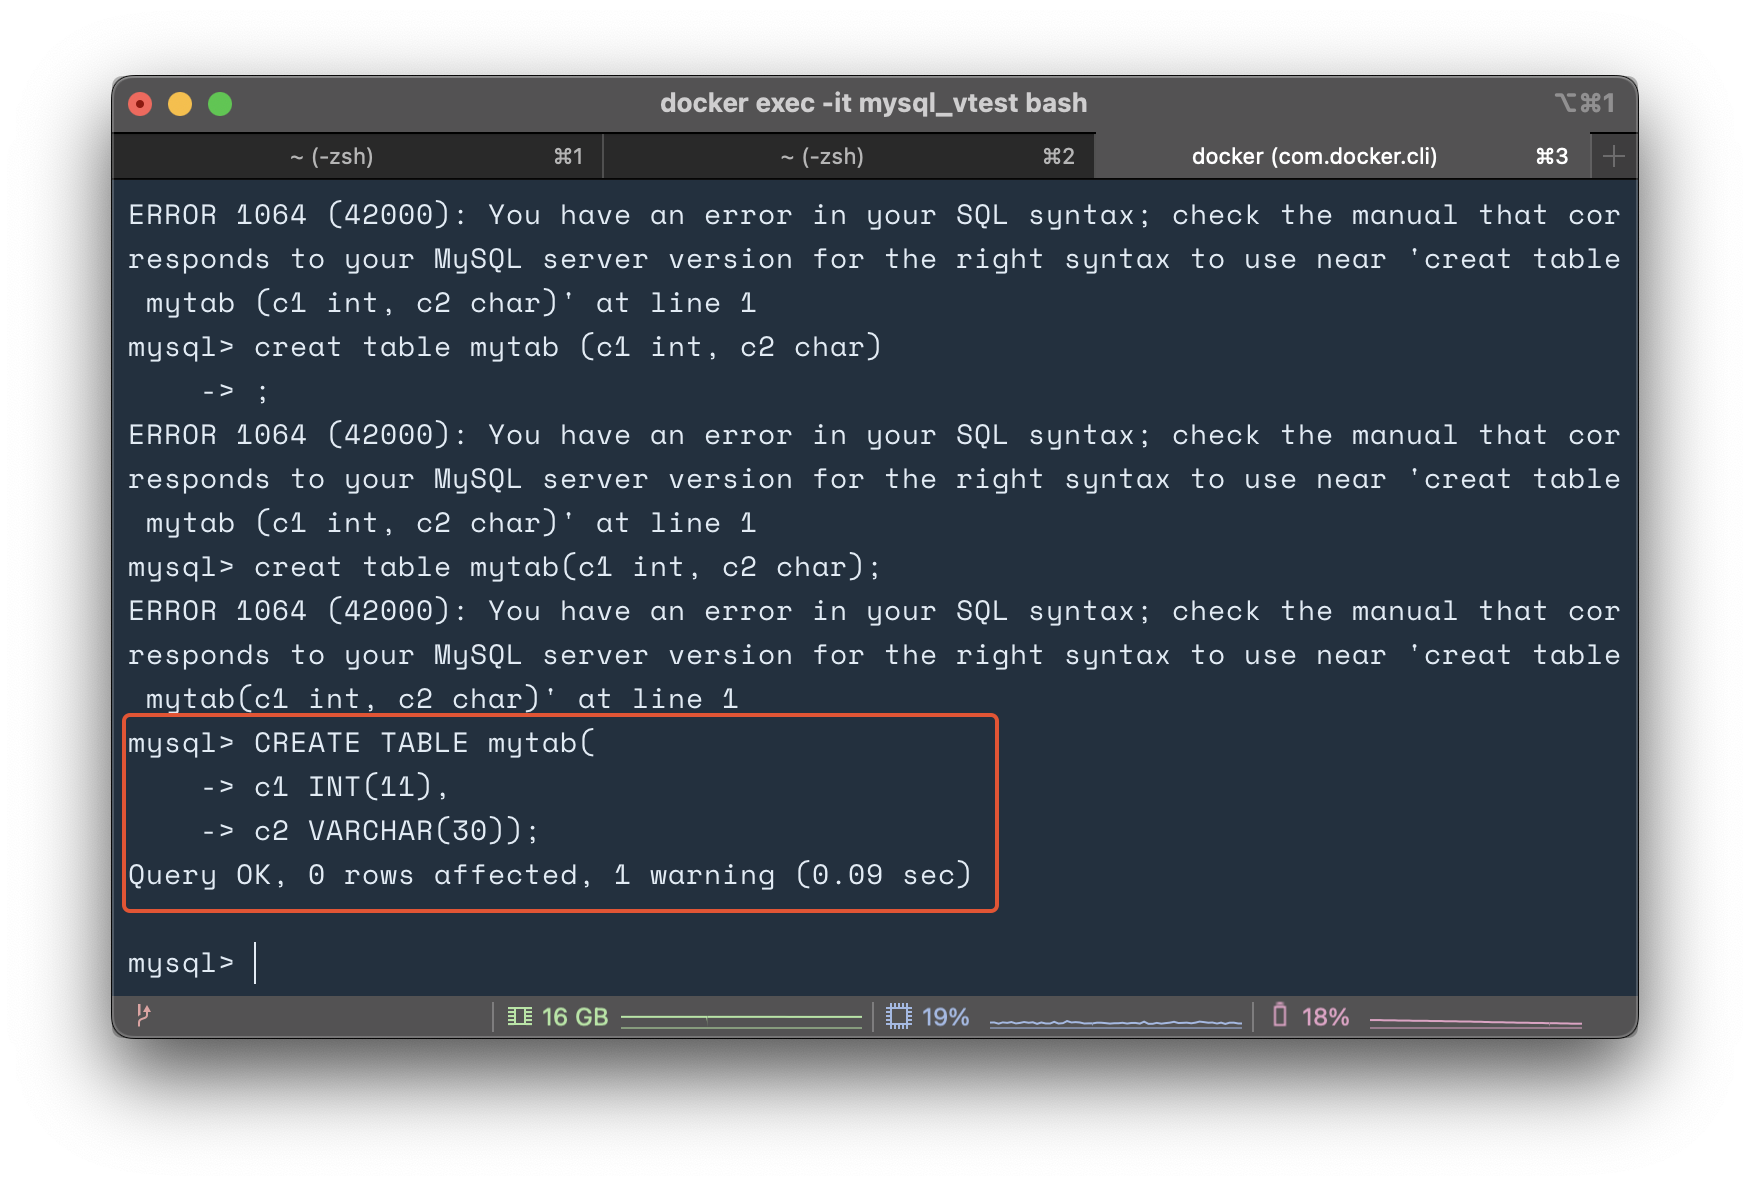 docker exec -it mysql_vtest bash
⌥⌘1
~ (-zsh) ⌘1
~ (-zsh) ⌘2
docker (com.docker.cli) ⌘3
ERROR 1064 (42000): You have an error in your SQL syntax; check the manual that cor
responds to your MySQL server version for the right syntax to use near 'creat table
 mytab (c1 int, c2 char)' at line 1
mysql> creat table mytab (c1 int, c2 char)
    -> ;
ERROR 1064 (42000): You have an error in your SQL syntax; check the manual that cor
responds to your MySQL server version for the right syntax to use near 'creat table
 mytab (c1 int, c2 char)' at line 1
mysql> creat table mytab(c1 int, c2 char);
ERROR 1064 (42000): You have an error in your SQL syntax; check the manual that cor
responds to your MySQL server version for the right syntax to use near 'creat table
 mytab(c1 int, c2 char)' at line 1
mysql> CREATE TABLE mytab(
    -> c1 INT(11),
    -> c2 VARCHAR(30));
Query OK, 0 rows affected, 1 warning (0.09 sec)
mysql>
16 GB
19%
18%